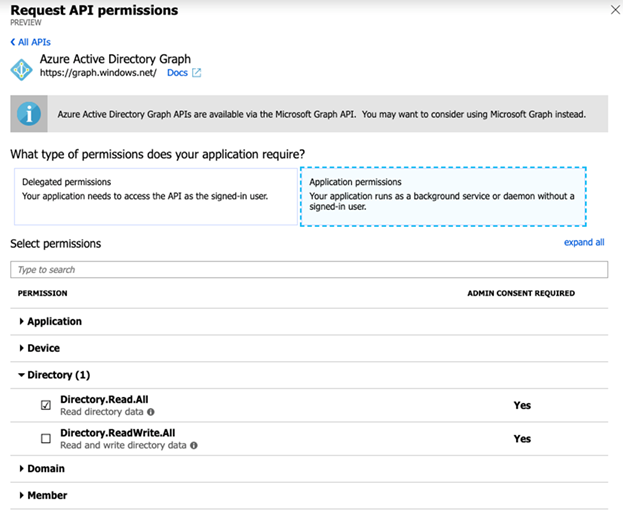 Request API permissions
PREVIEW
All APIs
Azure Active Directory Graph
https://graph.windows.net/ Docs
Azure Active Directory Graph APIs are available via the Microsoft Graph API. You may want to consider using Microsoft Graph instead.
What type of permissions does your application require?
Delegated permissions
Your application needs to access the API as the signed-in user.
Application permissions
Your application runs as a background service or daemon without a
signed-in user.
Select permissions expand all
Type to search
PERMISSION ADMIN CONSENT REQUIRED
Application
Device
Directory (1)
Directory.Read.All Yes
Read directory data
Directory.ReadWrite.All Yes
Read and write directory data
Domain
Member